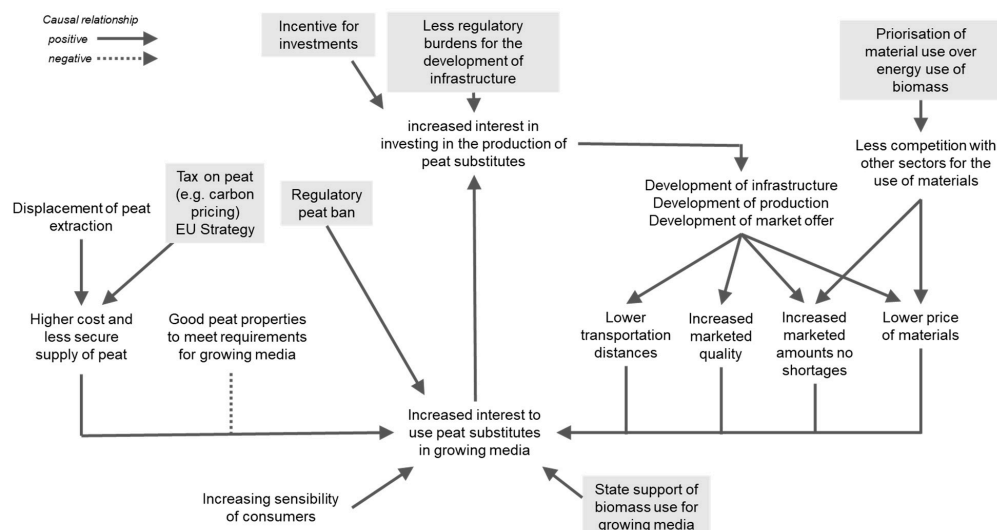 Causal relationship
positive
negative
Incentive for
investments
Less regulatory
burdens for the
development of
infrastructure
Priorisation of
material use over
energy use of
biomass
increased interest in
investing in the production of
peat substitutes
Less competition with
other sectors for the
use of materials
Tax on peat
(e.g. carbon
pricing)
EU Strategy
Regulatory
peat ban
Displacement of peat
extraction
Development of infrastructure
Development of production
Development of market offer
Higher cost and
less secure
supply of peat
Good peat properties
to meet requirements
for growing media
Lower
transportation
distances
Increased
marketed
quality
Increased
marketed
amounts no
shortages
Lower price
of materials
Increased interest to
use peat substitutes
in growing media
Increasing sensibility
of consumers
State support of
biomass use for
growing media